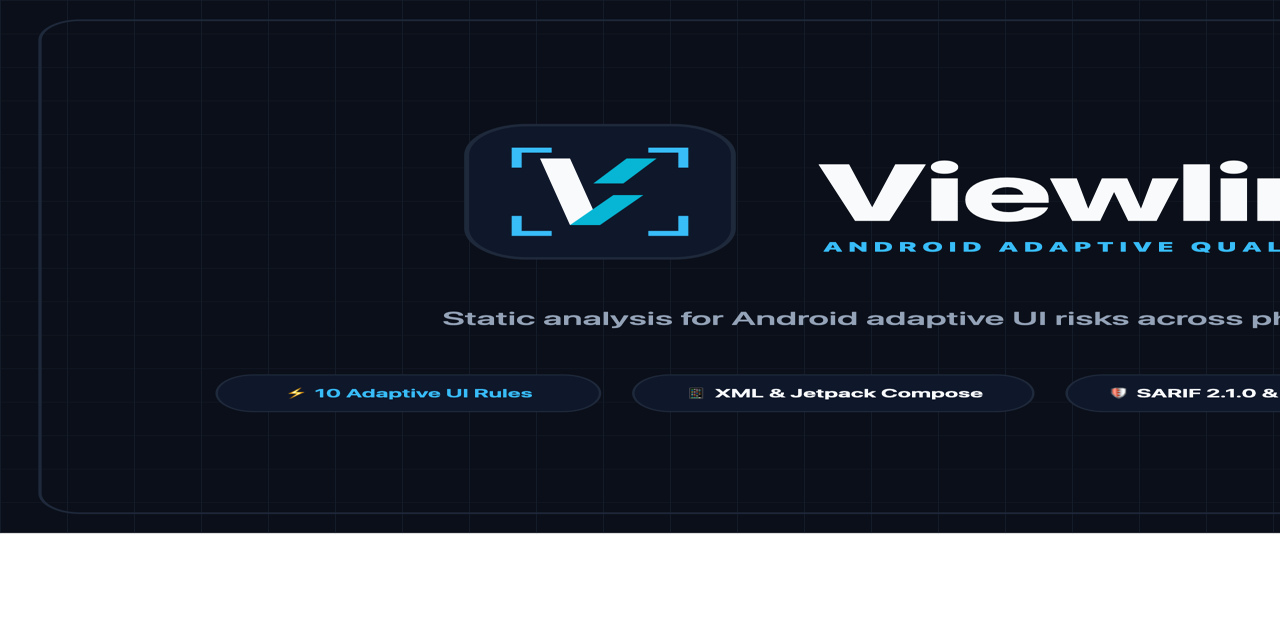 Viewli
ANDROID ADAPTIVE QUAL
Static analysis for Android adaptive UI risks across ph
⚡ 10 Adaptive UI Rules
XML & Jetpack Compose
SARIF 2.1.0 &